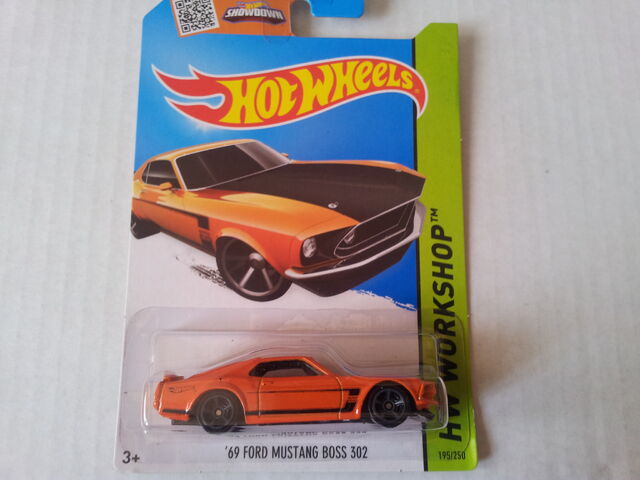 SHOWDOWN
HOT WHEELS
HW WORKSHOP™
'69 FORD MUSTANG BOSS 302
3+
195/250